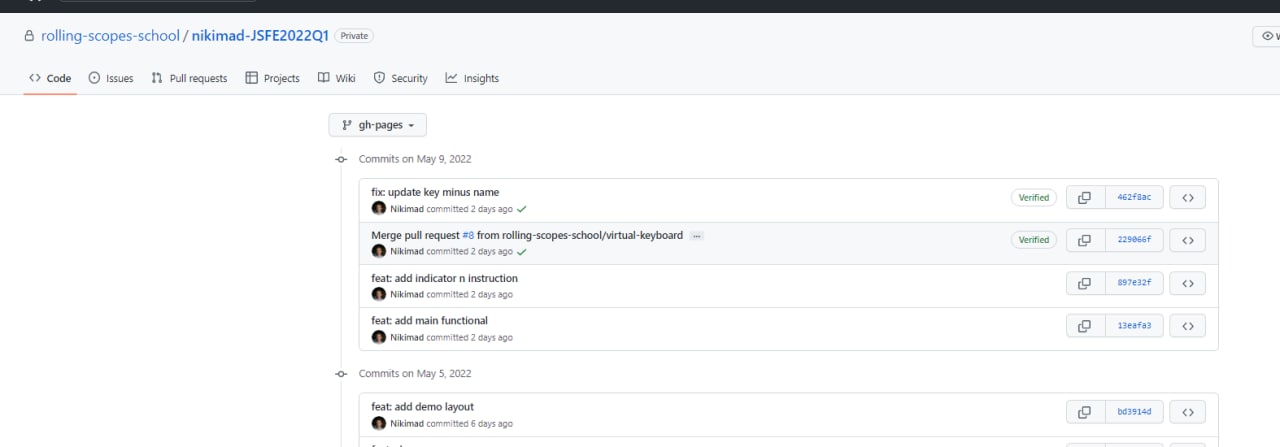 rolling-scopes-school / nikimad-JSFE2022Q1 Private
Code Issues Pull requests Projects Wiki Security Insights
gh-pages
Commits on May 9, 2022
fix: update key minus name
Verified 462f8ac
Nikimad committed 2 days ago
Merge pull request #8 from rolling-scopes-school/virtual-keyboard ...
Verified 229066f
Nikimad committed 2 days ago
feat: add indicator n instruction
897e32f
Nikimad committed 2 days ago
feat: add main functional
13eafa3
Nikimad committed 2 days ago
Commits on May 5, 2022
feat: add demo layout
bd3914d
Nikimad committed 6 days ago